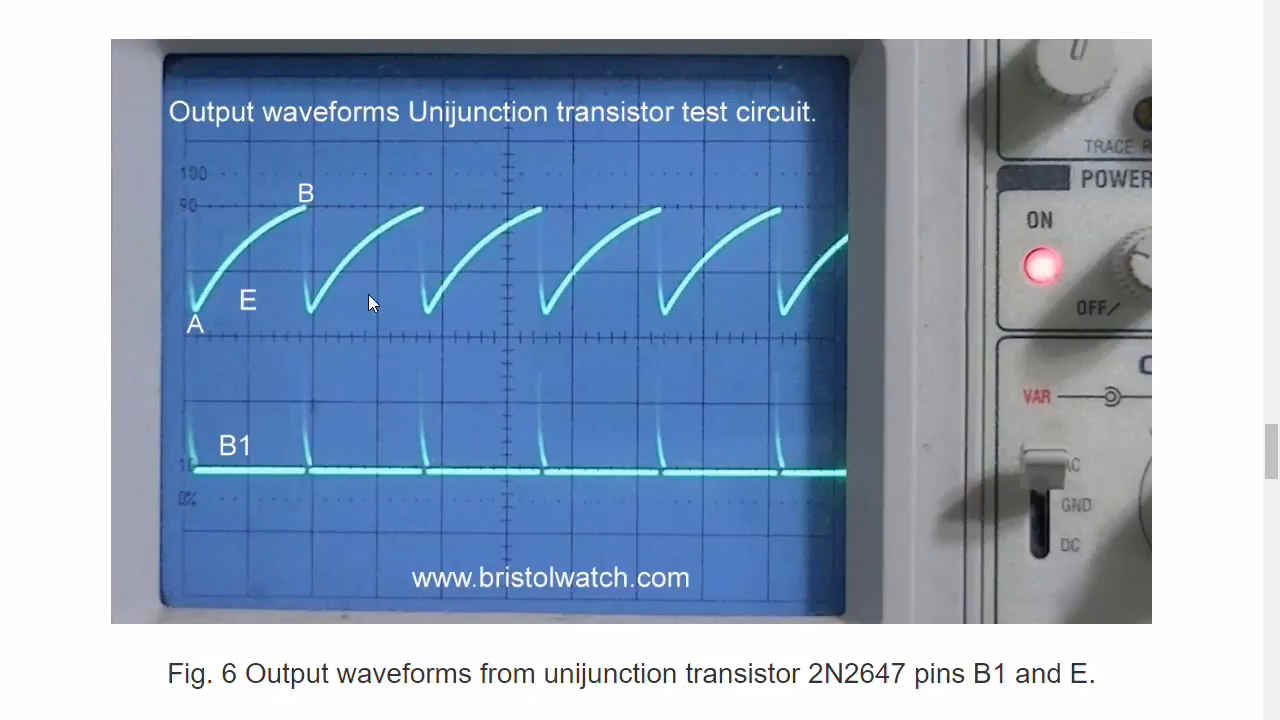 Output waveforms Unijunction transistor test circuit.
100
90
B
E
A
B1
0%
www.bristolwatch.com
TRACE R
POWER
ON
OFF/
VAR
AC
GND
DC
Fig. 6 Output waveforms from unijunction transistor 2N2647 pins B1 and E.